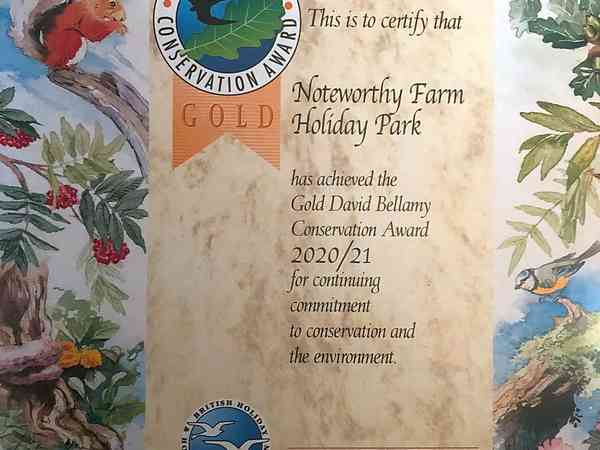 CONSERVATION AWARD
GOLD
This is to certify that
Noteworthy Farm
Holiday Park
has achieved the
Gold David Bellamy
Conservation Award
2020/21
for continuing
commitment
to conservation and
the environment.
BRITISH HOLIDAY